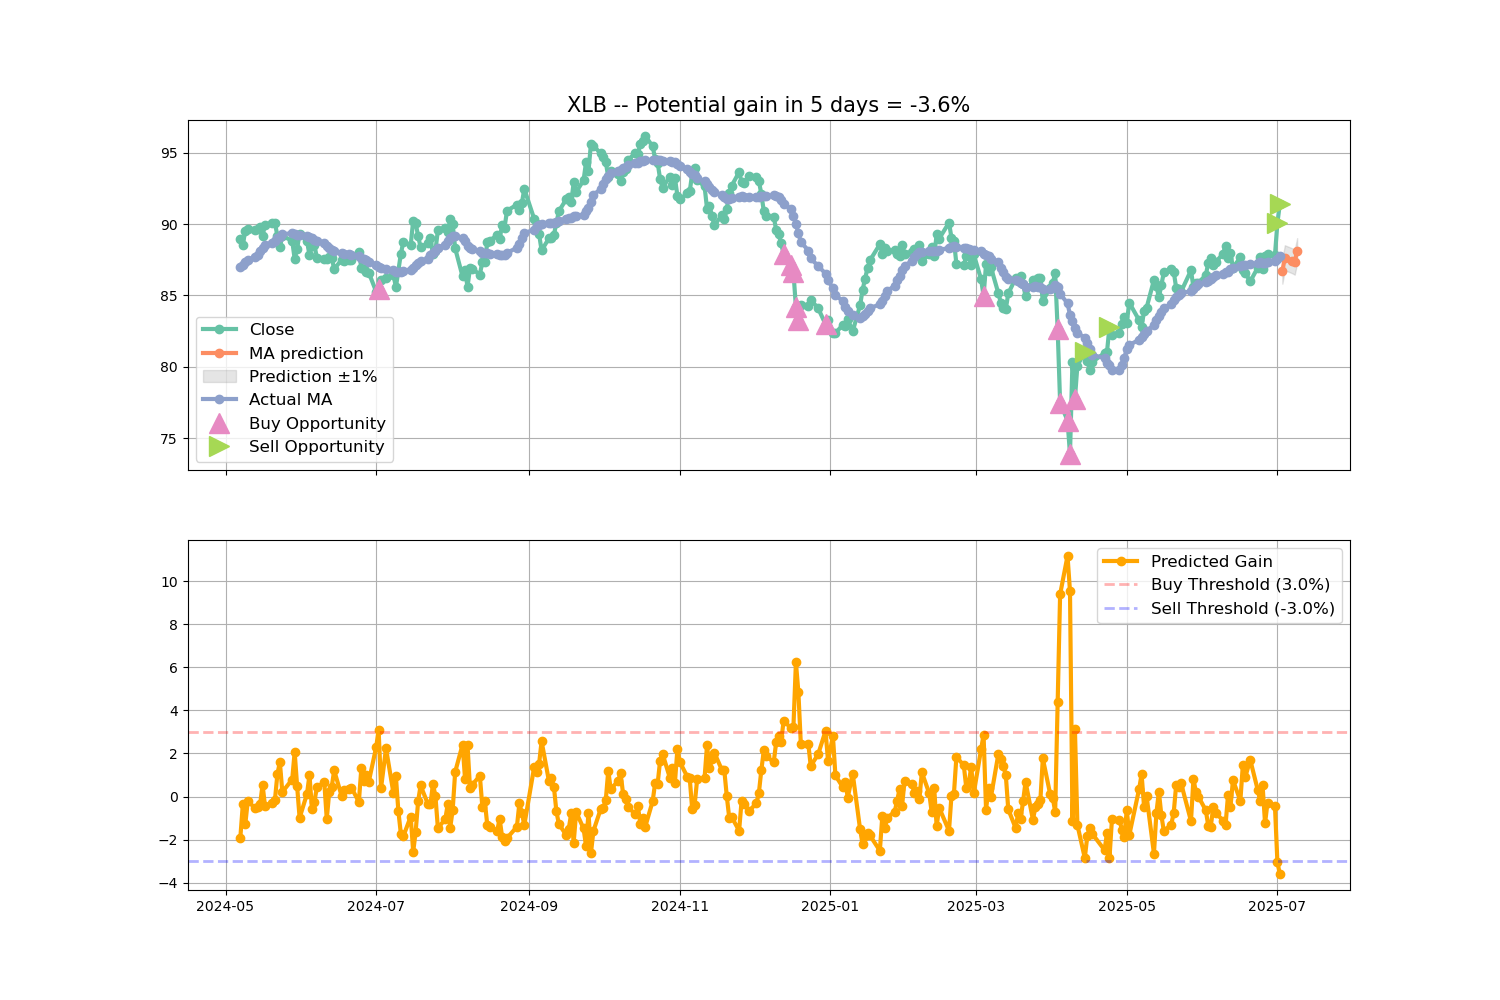 XLB -- Potential gain in 5 days = -3.6%
95
90
85
80
75
Close
MA prediction
Prediction ±1%
Actual MA
Buy Opportunity
Sell Opportunity
10
8
6
4
2
0
−2
−4
Predicted Gain
Buy Threshold (3.0%)
Sell Threshold (-3.0%)
2024-05 2024-07 2024-09 2024-11 2025-01 2025-03 2025-05 2025-07